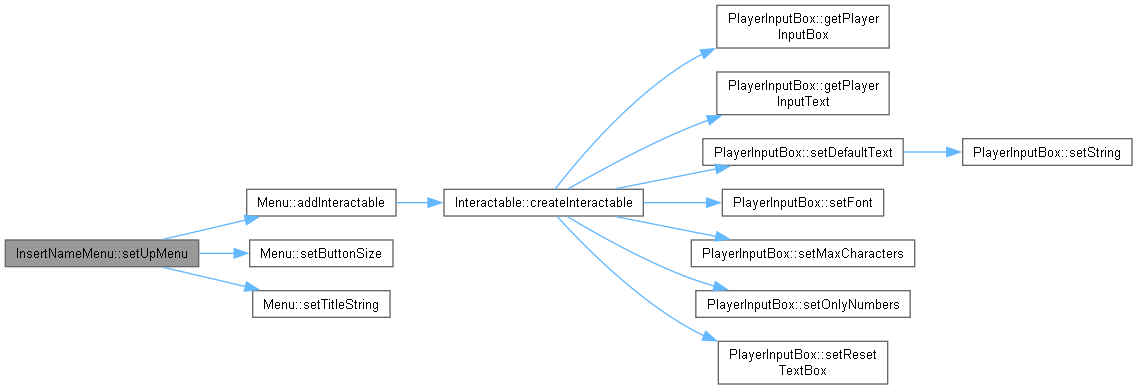 InsertNameMenu::setUpMenu
Menu::addInteractable
Menu::setButtonSize
Menu::setTitleString
Interactable::createInteractable
PlayerInputBox::getPlayer
InputBox
PlayerInputBox::getPlayer
InputText
PlayerInputBox::setDefaultText
PlayerInputBox::setString
PlayerInputBox::setFont
PlayerInputBox::setMaxCharacters
PlayerInputBox::setOnlyNumbers
PlayerInputBox::setReset
TextBox